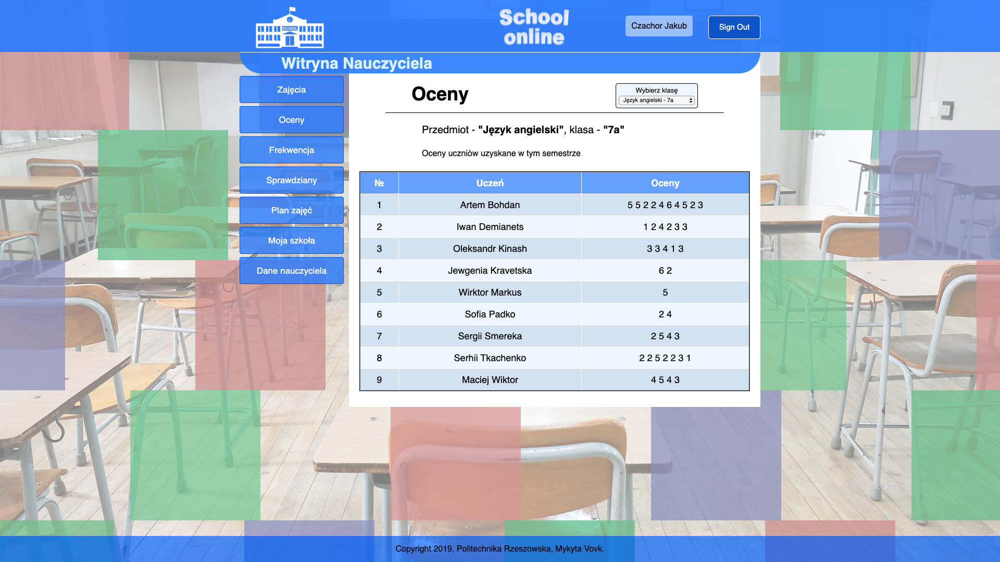 SCHOOL
School
online
Czachor Jakub
Sign Out
Witryna Nauczyciela
Zajęcia
Oceny
Frekwencja
Sprawdziany
Plan zajęć
Moja szkoła
Dane nauczyciela
Oceny
Wybierz klasę
Język angielski - 7a
Przedmiot - "Język angielski", klasa - "7a"
Oceny uczniów uzyskane w tym semestrze
№ Uczeń Oceny
1 Artem Bohdan 5 5 2 2 4 6 4 5 2 3
2 Iwan Demianets 1 2 4 2 3 3
3 Oleksandr Kinash 3 3 4 1 3
4 Jewgenia Kravetska 6 2
5 Wirktor Markus 5
6 Sofia Padko 2 4
7 Sergii Smereka 2 5 4 3
8 Serhii Tkachenko 2 2 5 2 2 3 1
9 Maciej Wiktor 4 5 4 3
Copyright 2019, Politechnika Rzeszowska, Mykyta Vovk.